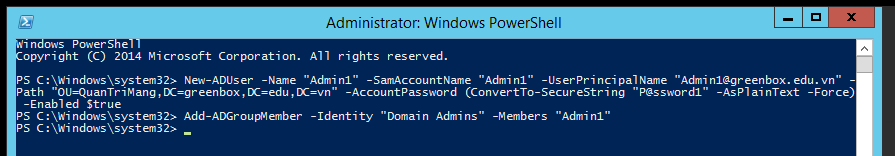 Administrator: Windows PowerShell
Windows PowerShell
Copyright (C) 2014 Microsoft Corporation. All rights reserved.
PS C:\Windows\system32> New-ADUser -Name "Admin1" -SamAccountName "Admin1" -UserPrincipalName "Admin1@greenbox.edu.vn" -
Path "OU=QuanTriMang,DC=greenbox,DC=edu,DC=vn" -AccountPassword (ConvertTo-SecureString "P@ssword1" -AsPlainText -Force)
-Enabled $true
PS C:\Windows\system32> Add-ADGroupMember -Identity "Domain Admins" -Members "Admin1"
PS C:\Windows\system32>